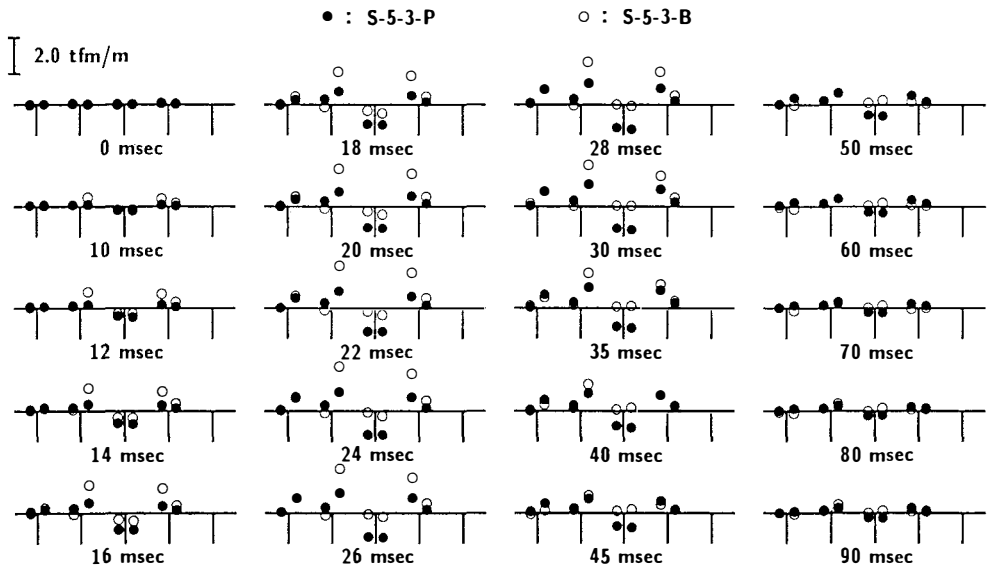 ● : S-5-3-P ○ : S-5-3-B
2.0 tfm/m
0 msec 18 msec 28 msec 50 msec
10 msec 20 msec 30 msec 60 msec
12 msec 22 msec 35 msec 70 msec
14 msec 24 msec 40 msec 80 msec
16 msec 26 msec 45 msec 90 msec